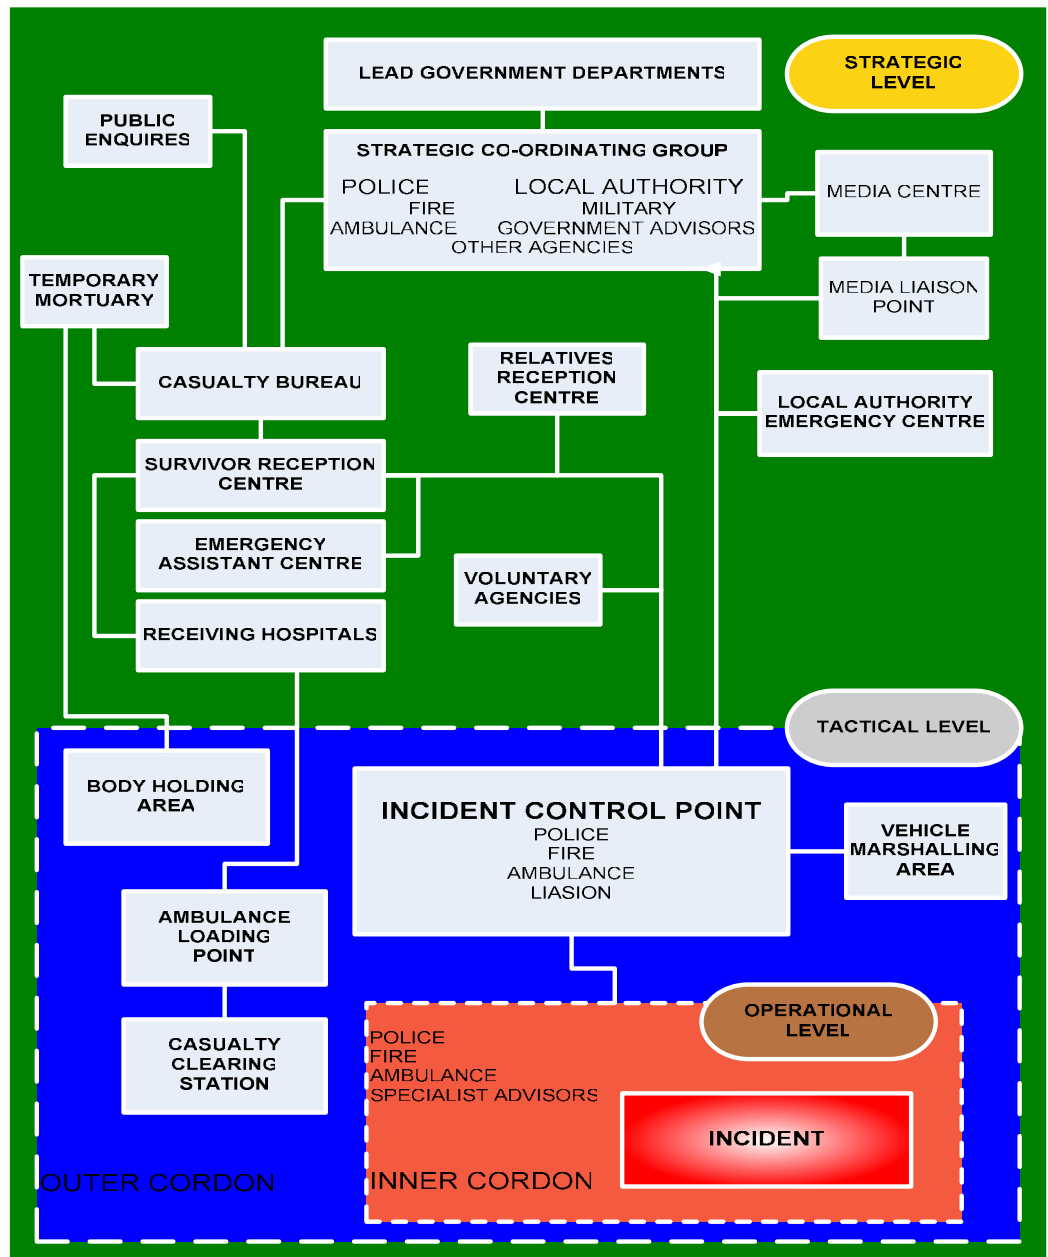 LEAD GOVERNMENT DEPARTMENTS
STRATEGIC
LEVEL
PUBLIC
ENQUIRES
STRATEGIC CO-ORDINATING GROUP
POLICE LOCAL AUTHORITY
FIRE MILITARY
AMBULANCE GOVERNMENT ADVISORS
OTHER AGENCIES
MEDIA CENTRE
TEMPORARY
MORTUARY
MEDIA LIAISON
POINT
CASUALTY BUREAU
RELATIVES
RECEPTION
CENTRE
LOCAL AUTHORITY
EMERGENCY CENTRE
SURVIVOR RECEPTION
CENTRE
EMERGENCY
ASSISTANT CENTRE
VOLUNTARY
AGENCIES
RECEIVING HOSPITALS
TACTICAL LEVEL
BODY HOLDING
AREA
INCIDENT CONTROL POINT
POLICE
FIRE
AMBULANCE
LIASION
VEHICLE
MARSHALLING
AREA
AMBULANCE
LOADING
POINT
CASUALTY
CLEARING
STATION
OPERATIONAL
LEVEL
POLICE
FIRE
AMBULANCE
SPECIALIST ADVISORS
INCIDENT
OUTER CORDON
INNER CORDON